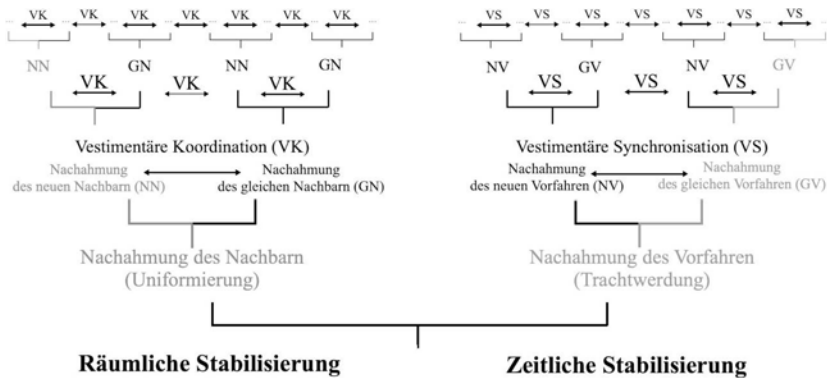 ... VK VK VK VK VK VK VK ... ... VS VS VS VS VS VS VS ...
NN GN NN GN NV GV NV GV
VK VK VK VS VS VS
Vestimentäre Koordination (VK) Vestimentäre Synchronisation (VS)
Nachahmung Nachahmung Nachahmung Nachahmung
des neuen Nachbarn (NN) des gleichen Nachbarn (GN) des neuen Vorfahren (NV) des gleichen Vorfahren (GV)
Nachahmung des Nachbarn Nachahmung des Vorfahren
(Uniformierung) (Trachtwerdung)
Räumliche Stabilisierung Zeitliche Stabilisierung